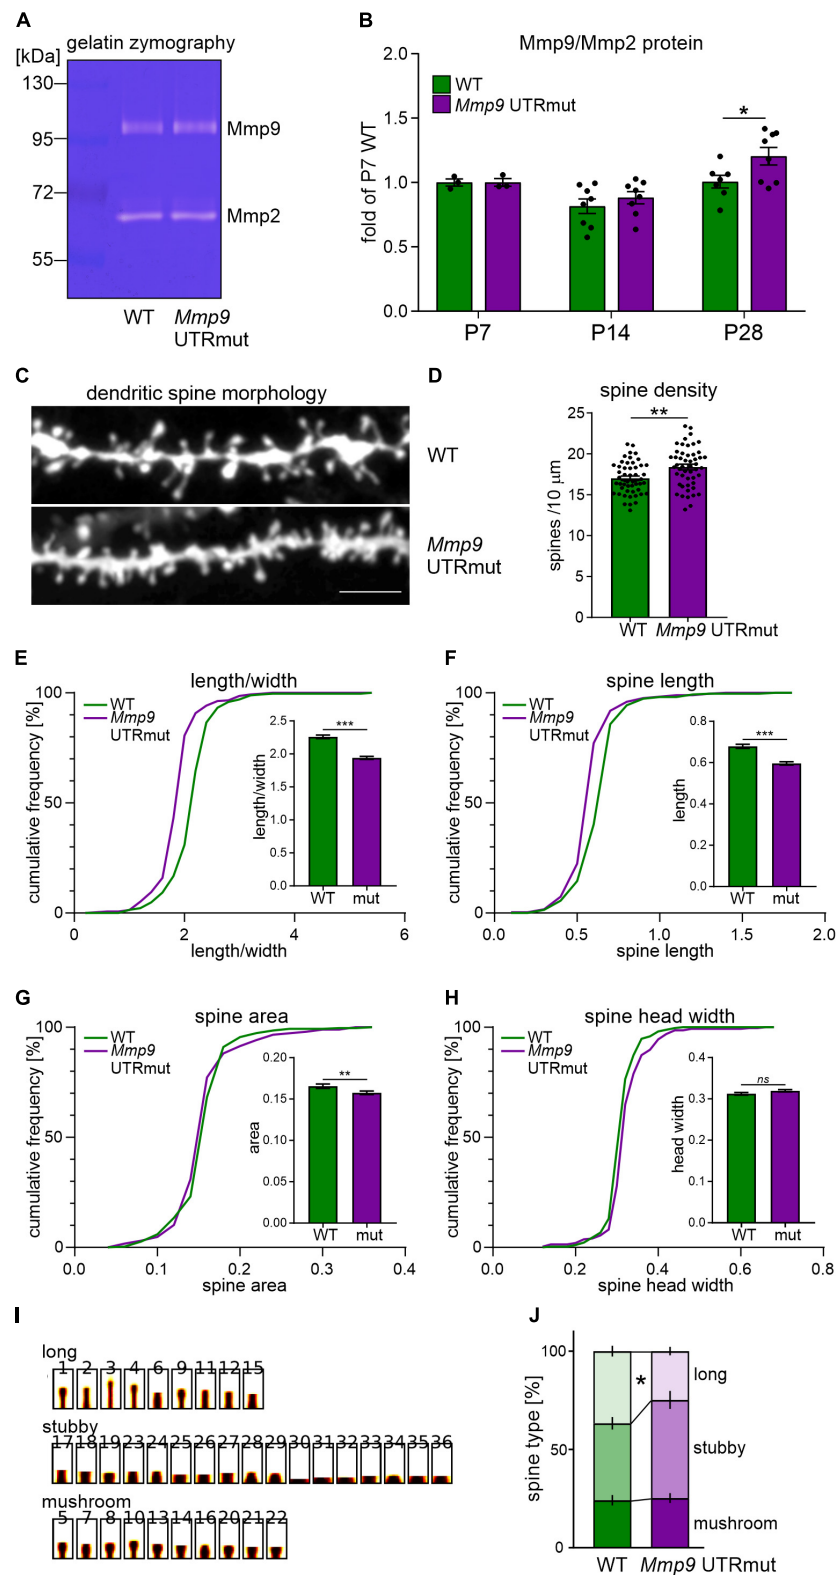 A
gelatin zymography
[kDa]
130
95
72
55
Mmp9
Mmp2
WT Mmp9
UTRmut
B
Mmp9/Mmp2 protein
WT
Mmp9 UTRmut
fold of P7 WT
2.0
1.5
1.0
0.5
0.0
*
P7 P14 P28
C
dendritic spine morphology
WT
Mmp9
UTRmut
D
spine density
**
spines /10 µm
25
20
15
10
5
0
WT Mmp9 UTRmut
E
length/width
WT
Mmp9
UTRmut
cumulative frequency [%]
100
50
0
0 2 4 6
length/width
2.5
2.0
1.5
1.0
0.5
0.0
length/width
***
WT mut
F
spine length
WT
Mmp9
UTRmut
cumulative frequency [%]
100
50
0
0.0 0.5 1.0 1.5 2.0
spine length
0.8
0.6
0.4
0.2
0.0
length
***
WT mut
G
spine area
WT
Mmp9
UTRmut
cumulative frequency [%]
100
50
0
0.0 0.1 0.2 0.3 0.4
spine area
0.20
0.15
0.10
0.05
0.00
area
**
WT mut
H
spine head width
WT
Mmp9
UTRmut
cumulative frequency [%]
100
50
0
0.0 0.2 0.4 0.6 0.8
spine head width
0.4
0.3
0.2
0.1
0.0
head width
ns
WT mut
I
long
1 2 3 4 6 9 11 12 15
stubby
17 18 19 23 24 25 26 27 28 29 30 31 32 33 34 35 36
mushroom
5 7 8 10 13 14 16 20 21 22
J
spine type [%]
100
50
0
*
long
stubby
mushroom
WT Mmp9 UTRmut